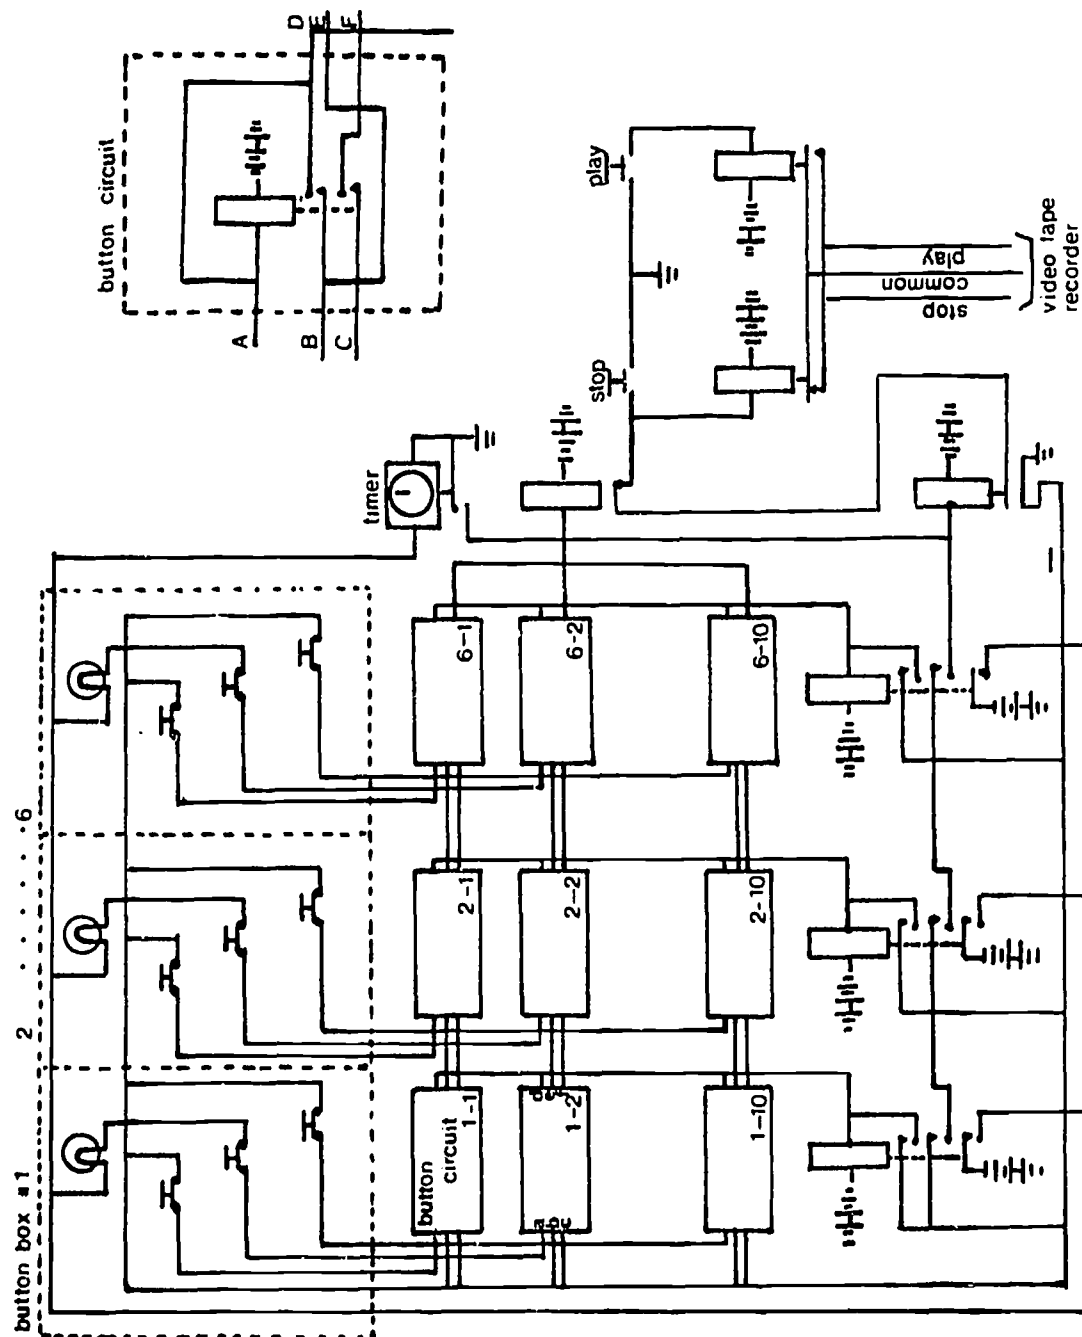 button circuit
A
B
C
D
E
F
play
stop
play
common
stop
video tape
recorder
timer
button box #1
2 . . . . . . 6
button
circuit
1-1
2-1
6-1
a
b
c
d
e
1-2
2-2
6-2
1-10
2-10
6-10